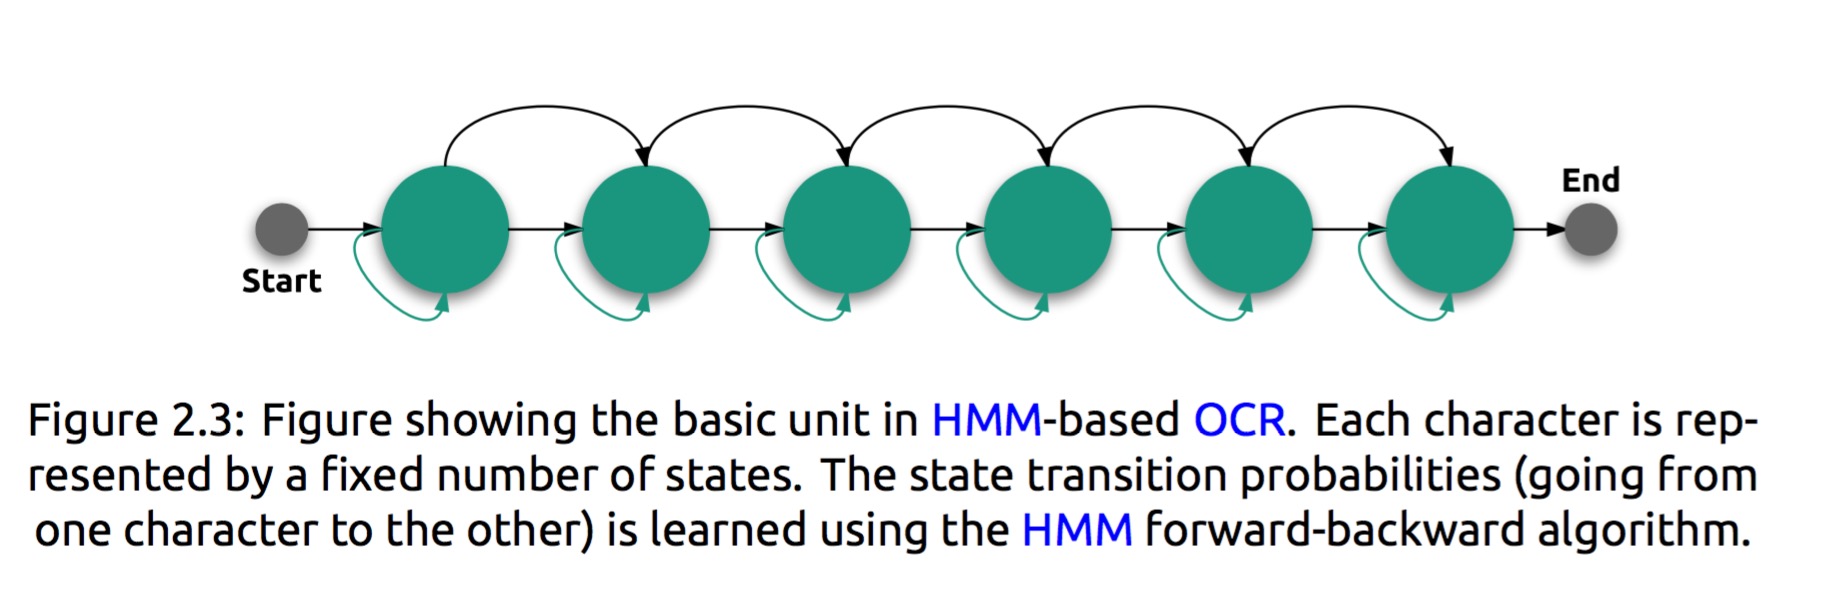 End
Start
Figure 2.3: Figure showing the basic unit in HMM-based OCR. Each character is rep-
resented by a fixed number of states. The state transition probabilities (going from
one character to the other) is learned using the HMM forward-backward algorithm.